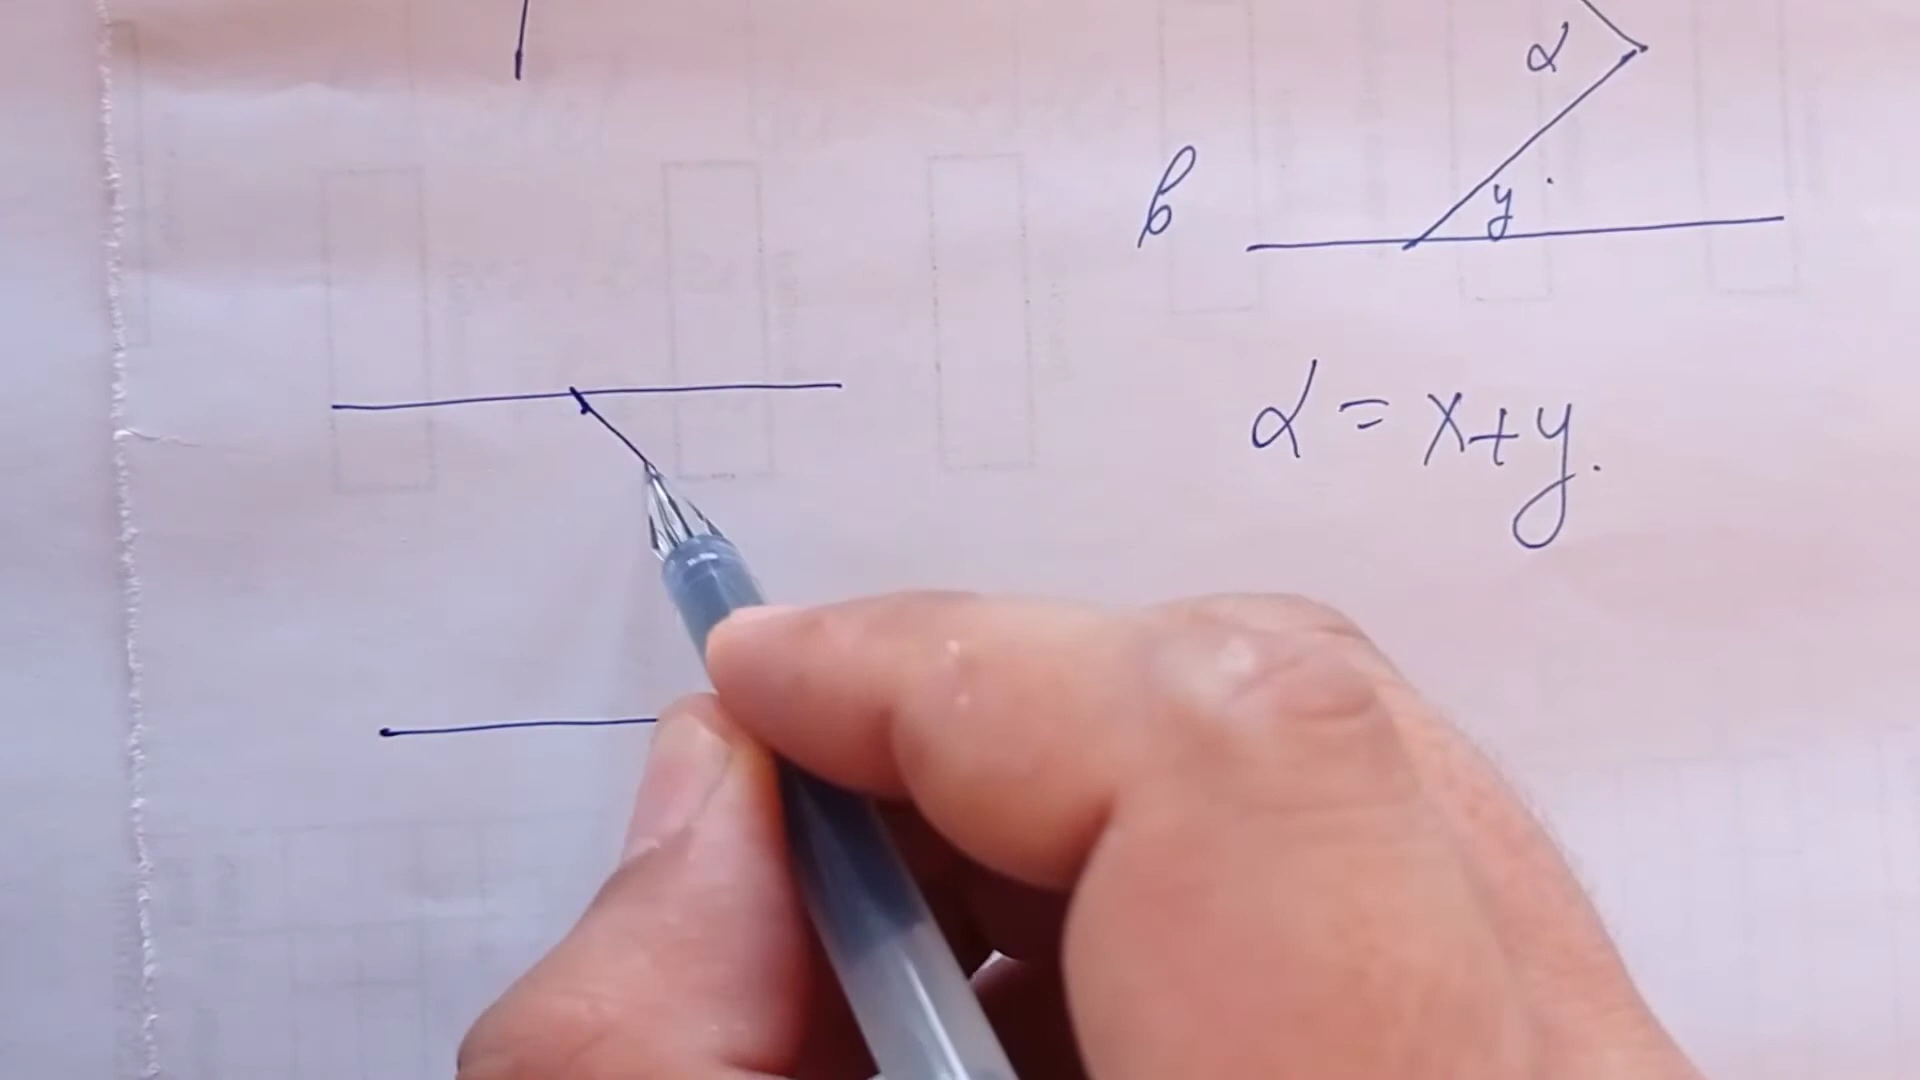 α
b
y
α = x+y.